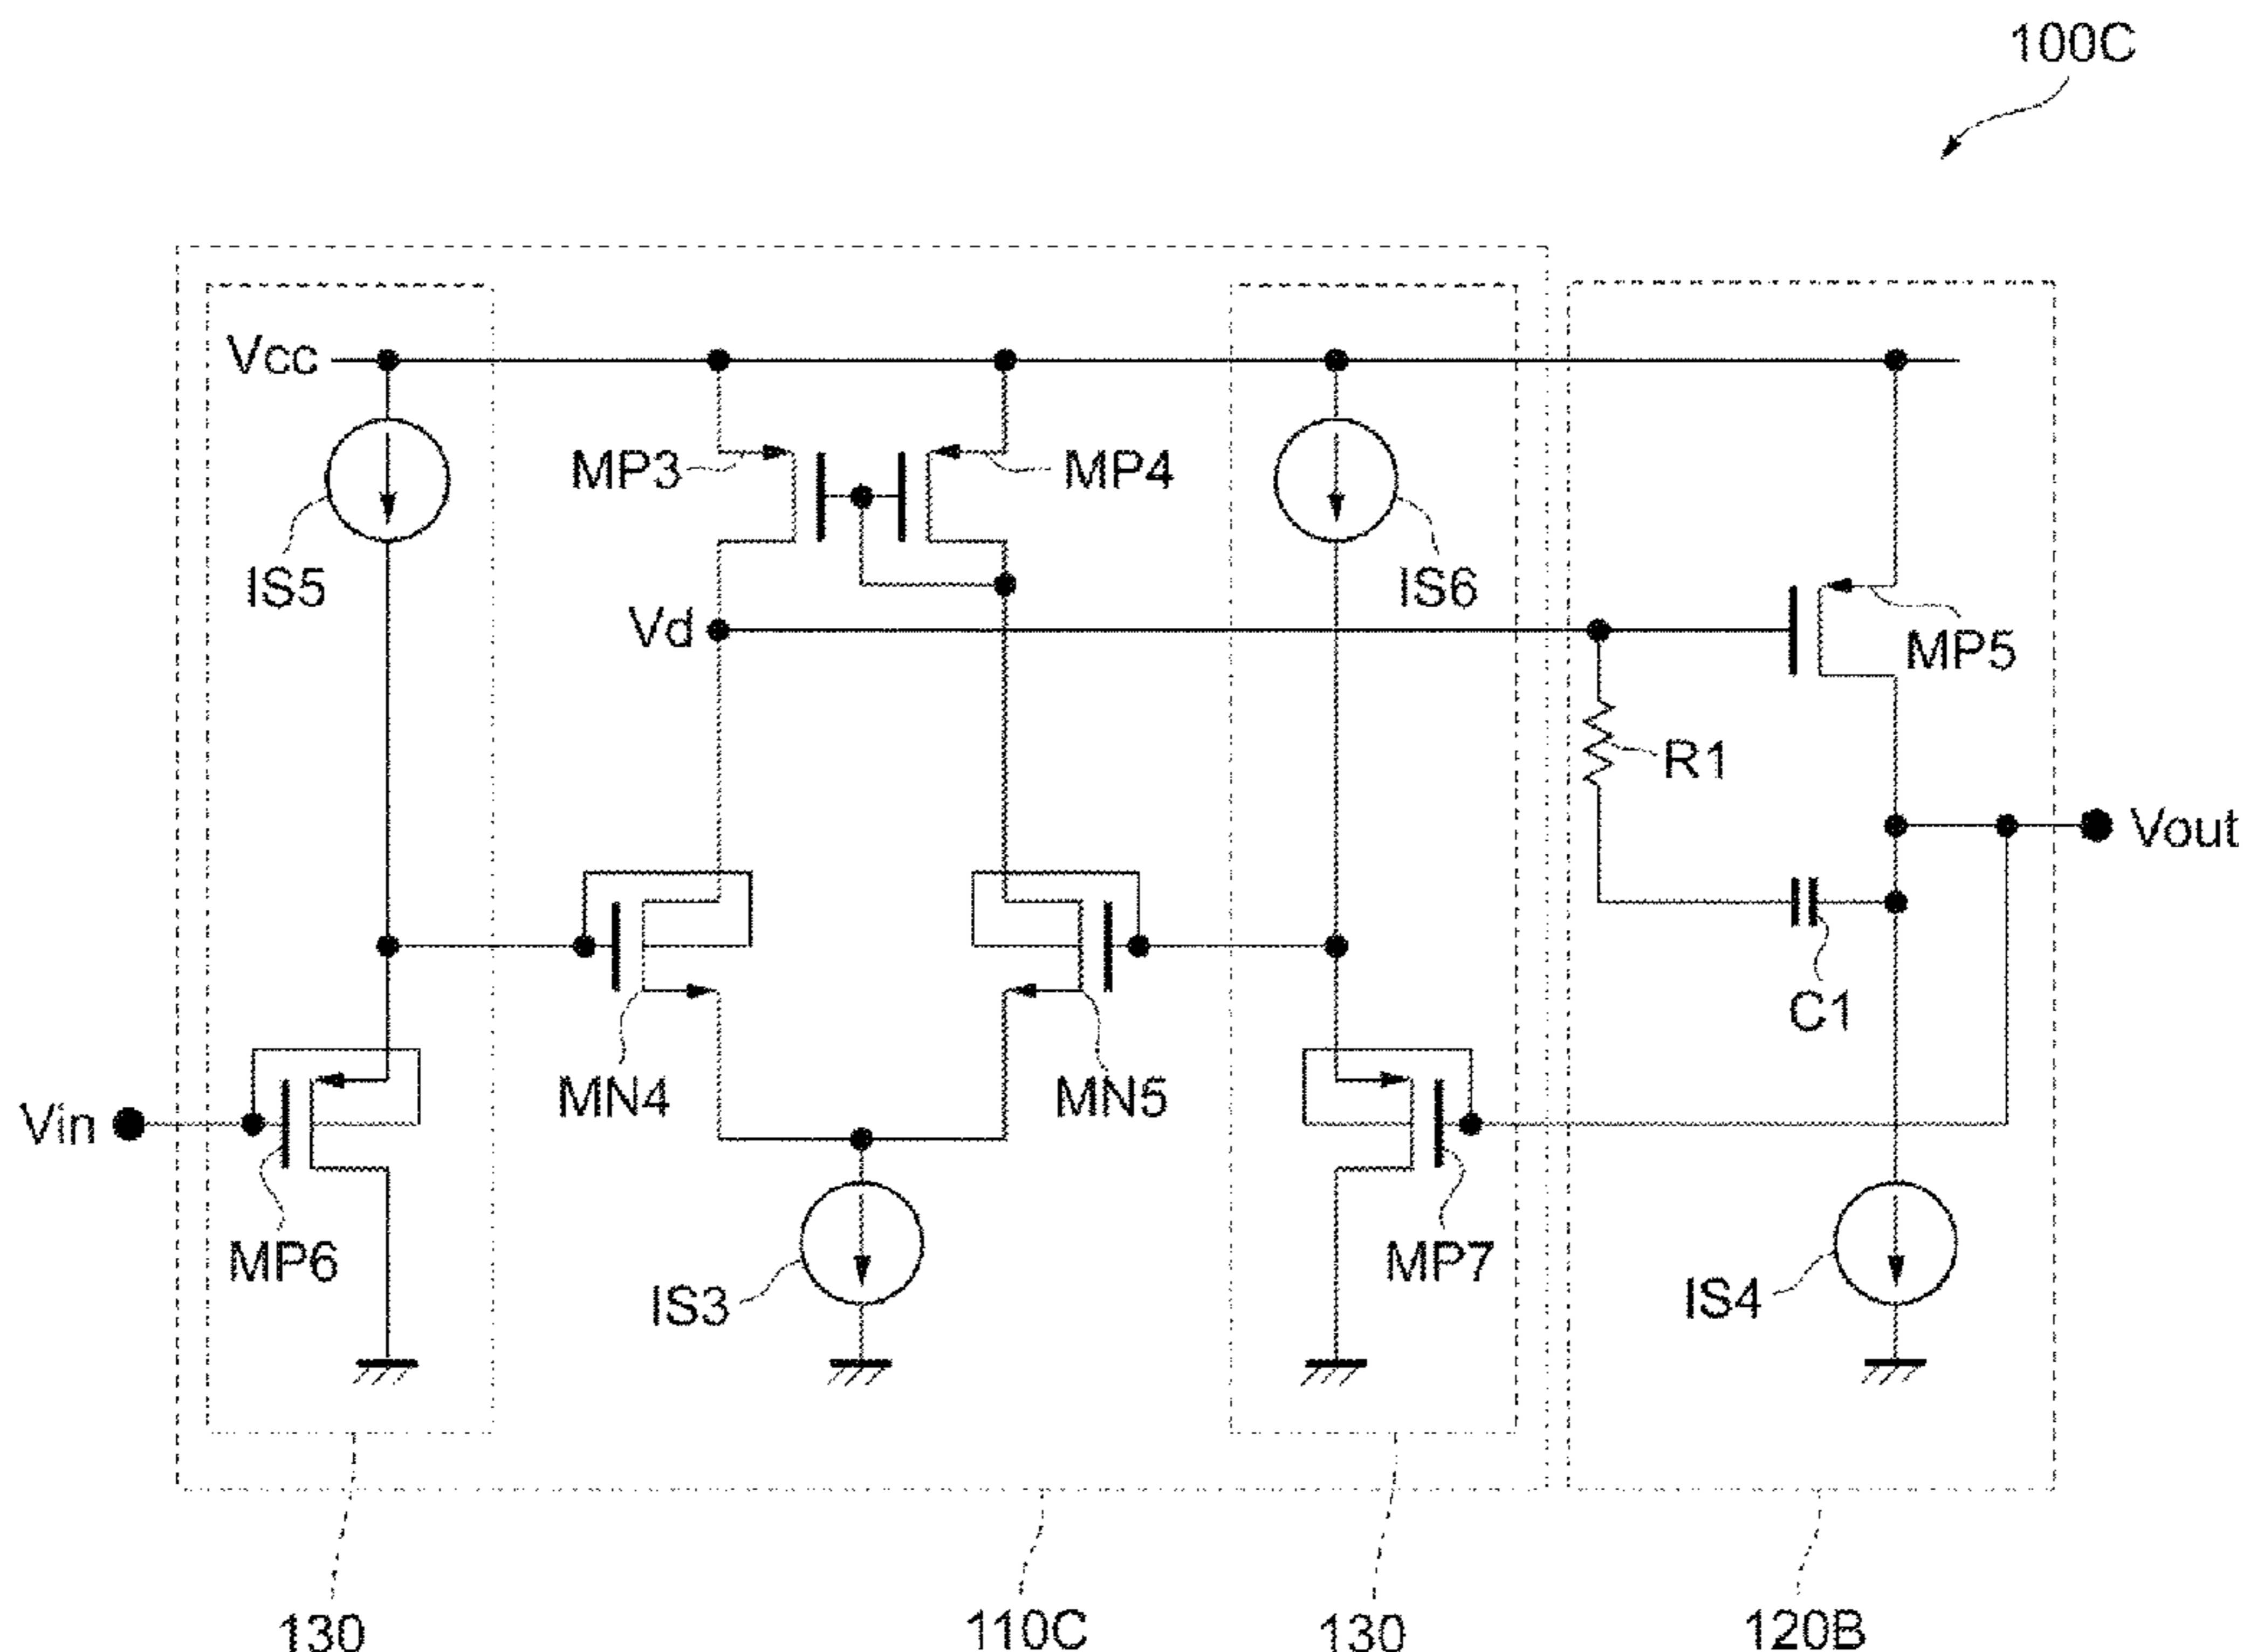 100C
Vcc
MP3
MP4
IS5
IS6
Vd
MP5
R1
Vout
C1
MN4
MN5
Vin
MP6
MP7
IS3
IS4
130
110C
130
120B